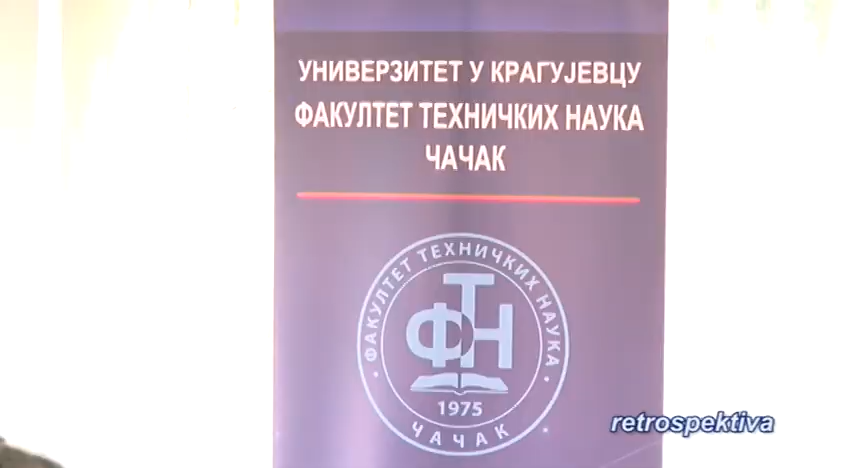 УНИВЕРЗИТЕТ У КРАГУЈЕВЦУ
ФАКУЛТЕТ ТЕХНИЧКИХ НАУКА
ЧАЧАК
ФАКУЛТЕТ ТЕХНИЧКИХ НАУКА
ФТН
1975
ЧАЧАК
retrospektiva